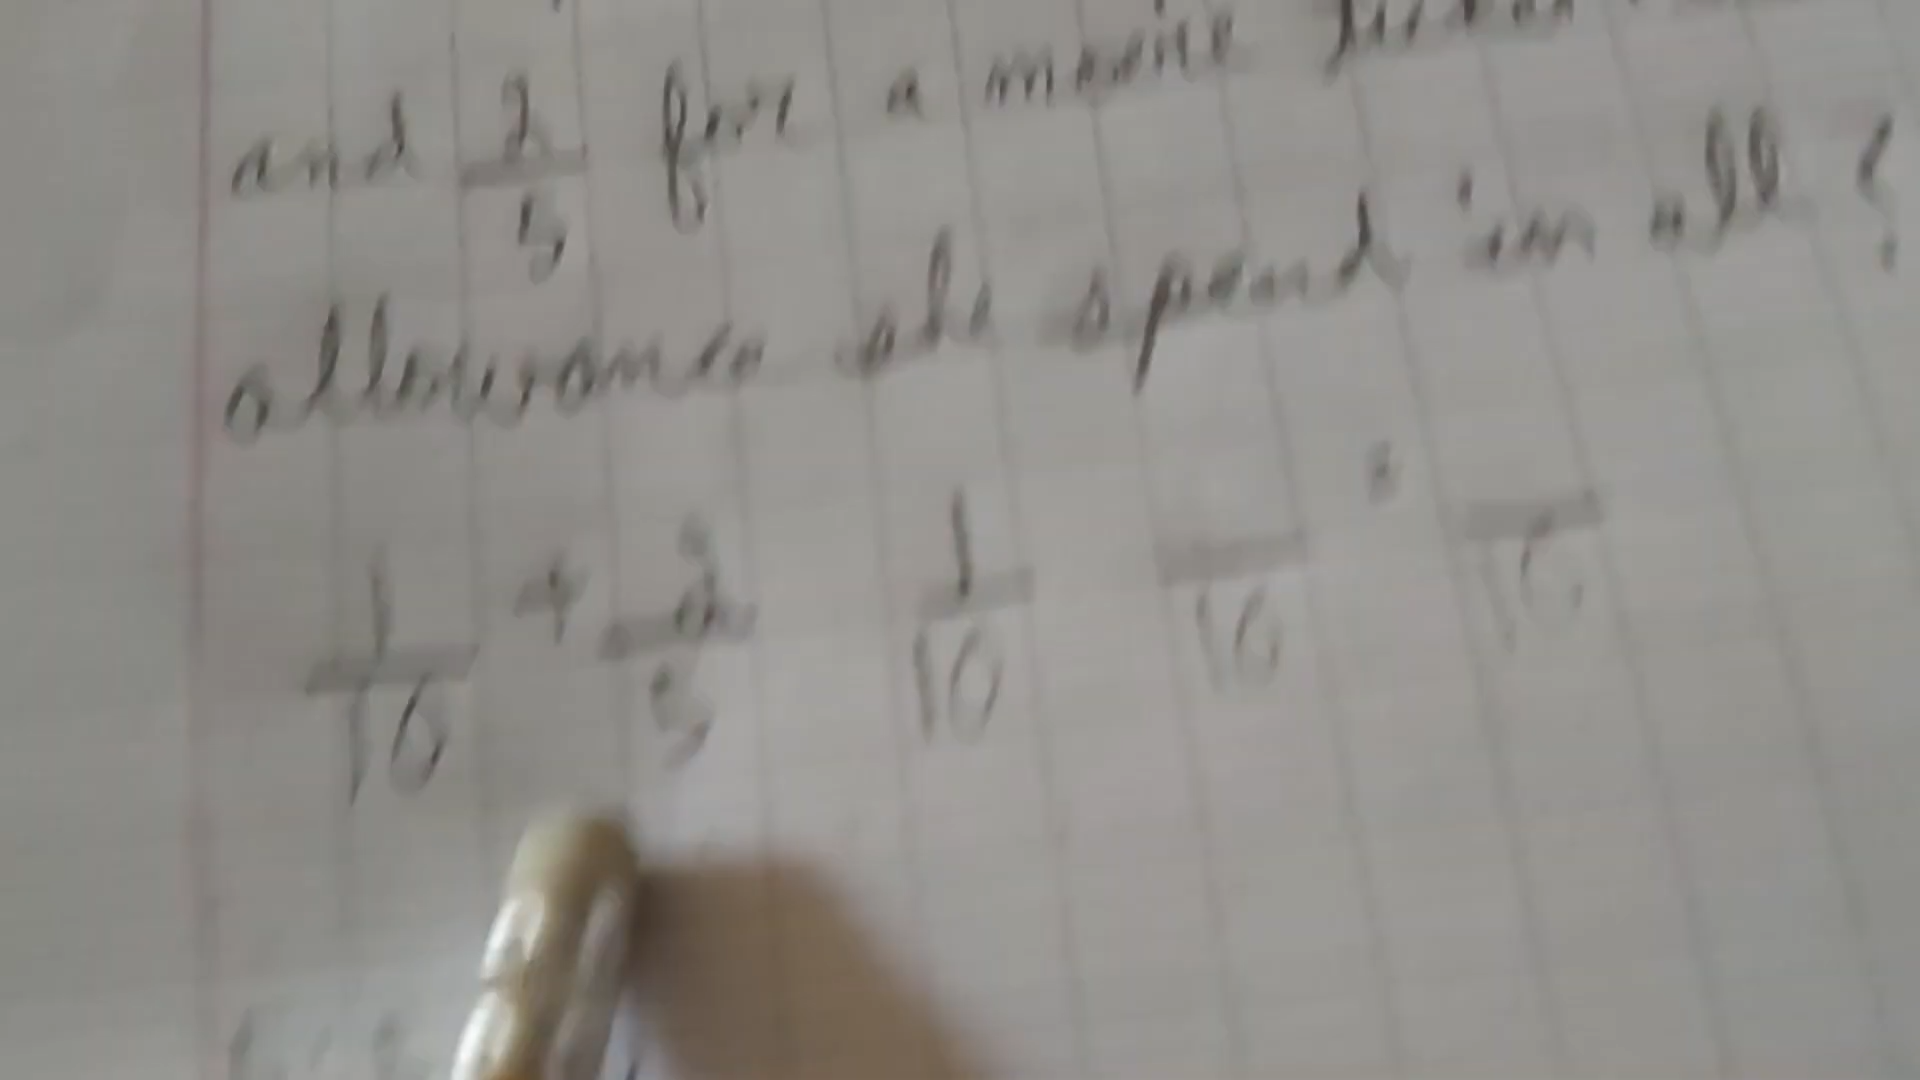 and 2/5 for a movie
allowance she spend in all ?
1/10 + 2/5 1/10 /10 = /10